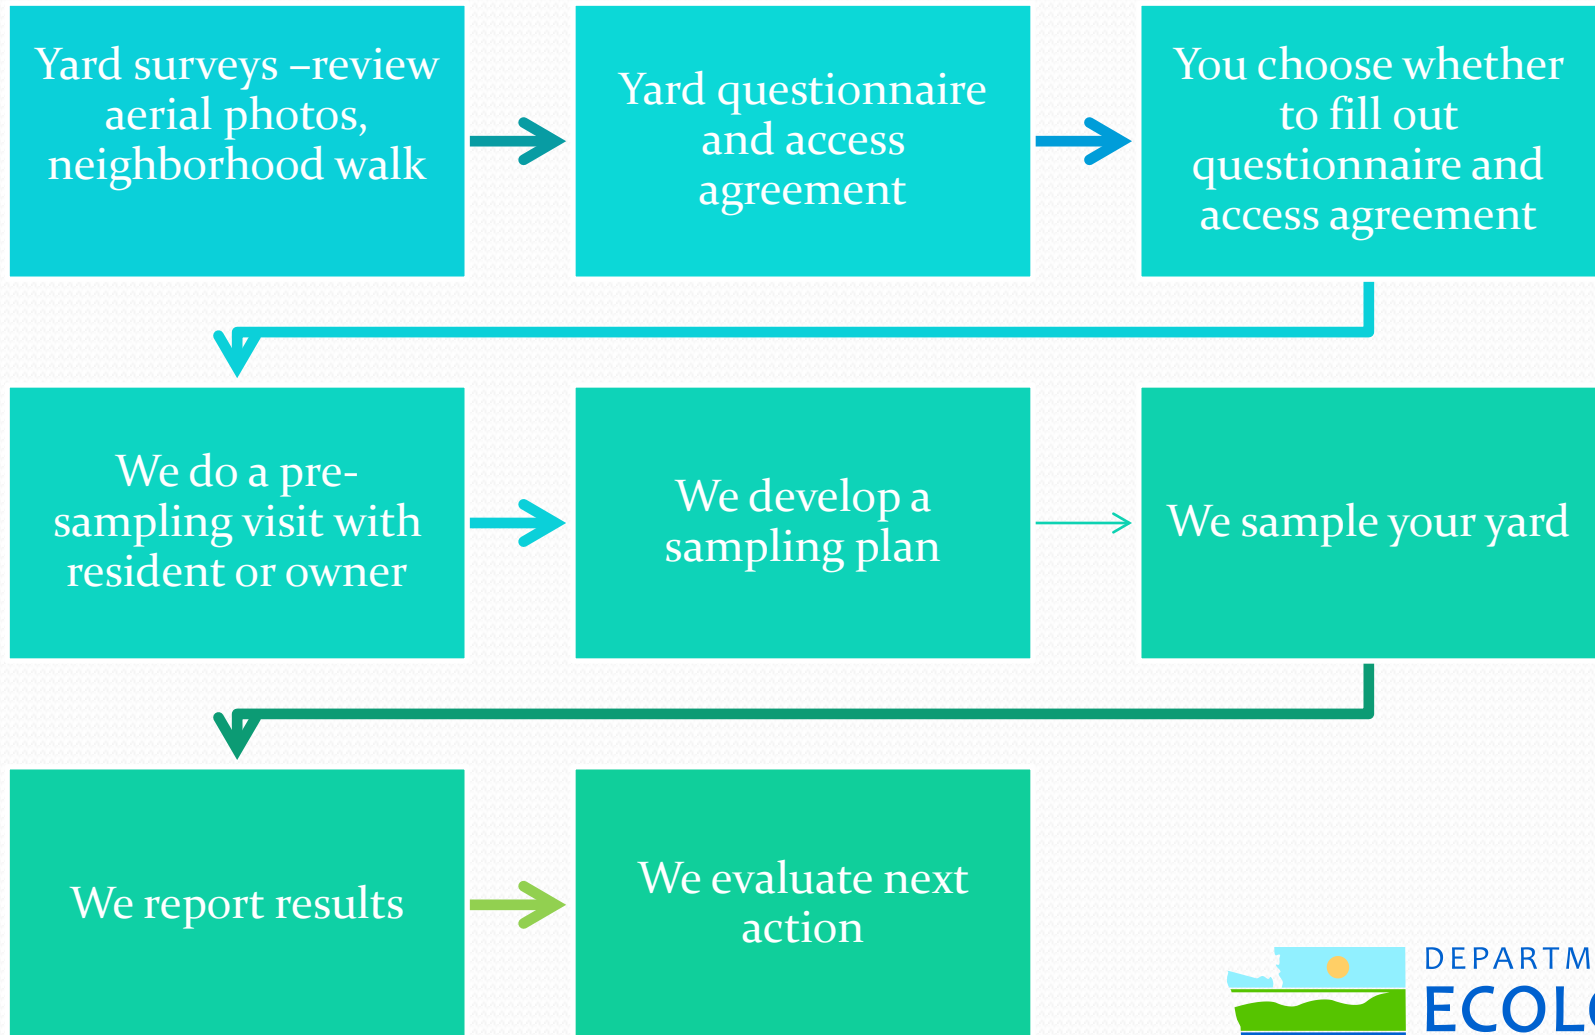 Yard surveys –review
aerial photos,
neighborhood walk
Yard questionnaire
and access
agreement
You choose whether
to fill out
questionnaire and
access agreement
We do a pre-
sampling visit with
resident or owner
We develop a
sampling plan
We sample your yard
We report results
We evaluate next
action